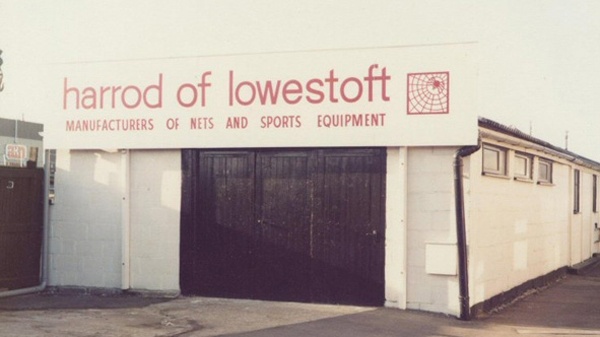 harrod of lowestoft
MANUFACTURERS OF NETS AND SPORTS EQUIPMENT